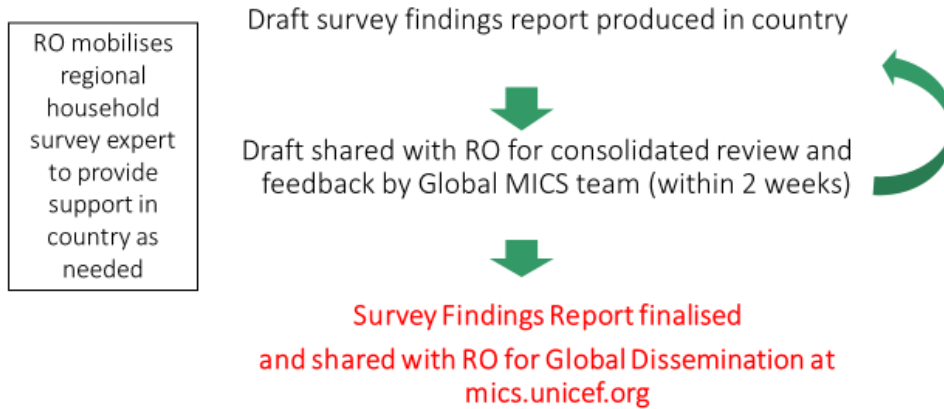 RO mobilises
regional
household
survey expert
to provide
support in
country as
needed
Draft survey findings report produced in country
Draft shared with RO for consolidated review and
feedback by Global MICS team (within 2 weeks)
Survey Findings Report finalised
and shared with RO for Global Dissemination at
mics.unicef.org